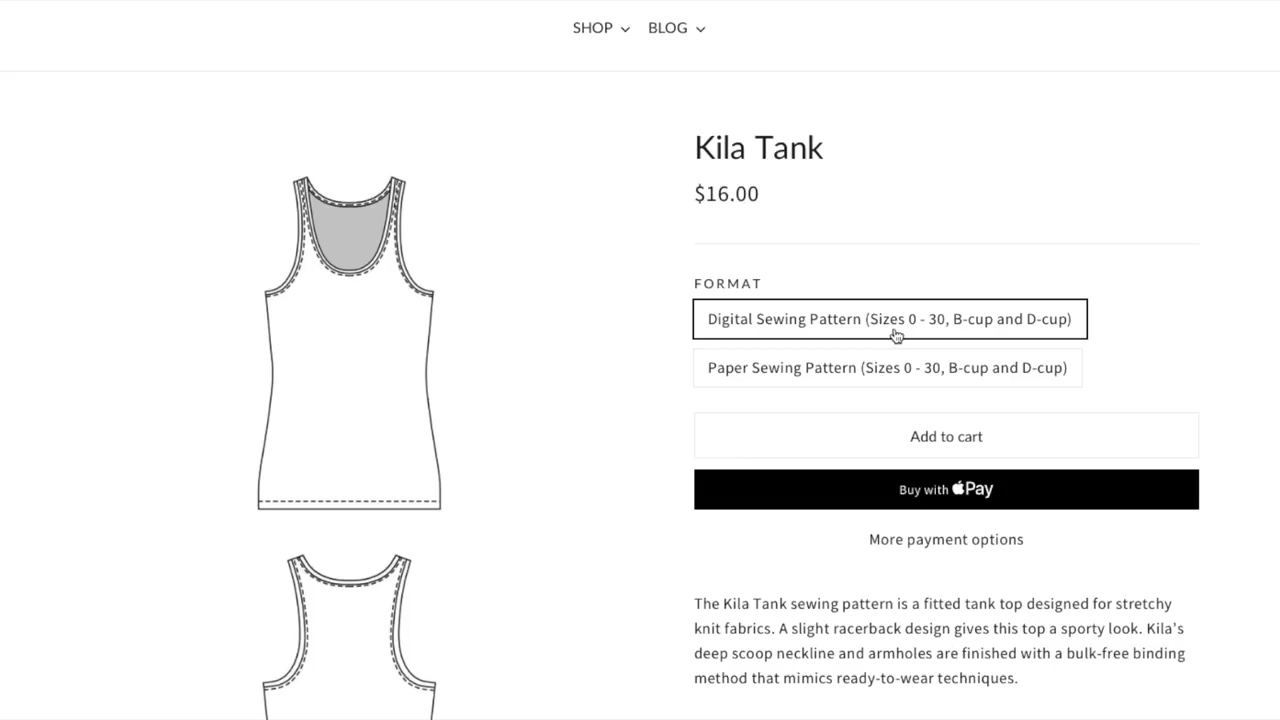 SHOP BLOG
Kila Tank
$16.00
FORMAT
Digital Sewing Pattern (Sizes 0 - 30, B-cup and D-cup)
Paper Sewing Pattern (Sizes 0 - 30, B-cup and D-cup)
Add to cart
Buy with Pay
More payment options
The Kila Tank sewing pattern is a fitted tank top designed for stretchy
knit fabrics. A slight racerback design gives this top a sporty look. Kila's
deep scoop neckline and armholes are finished with a bulk-free binding
method that mimics ready-to-wear techniques.